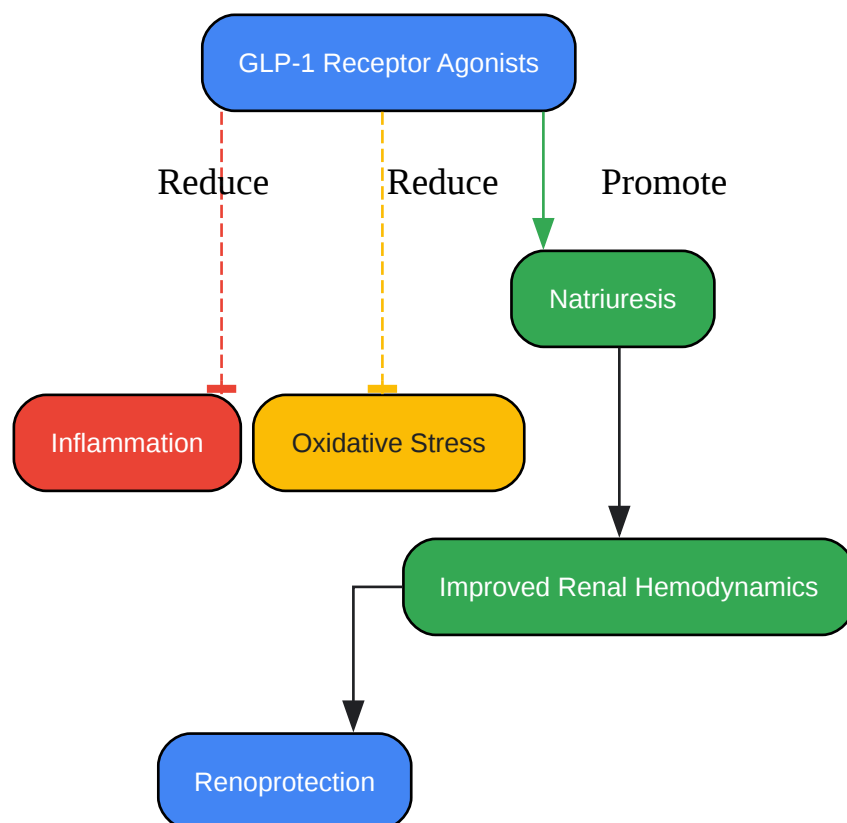 GLP-1 Receptor Agonists
Reduce
Reduce
Promote
Natriuresis
Inflammation
Oxidative Stress
Improved Renal Hemodynamics
Renoprotection